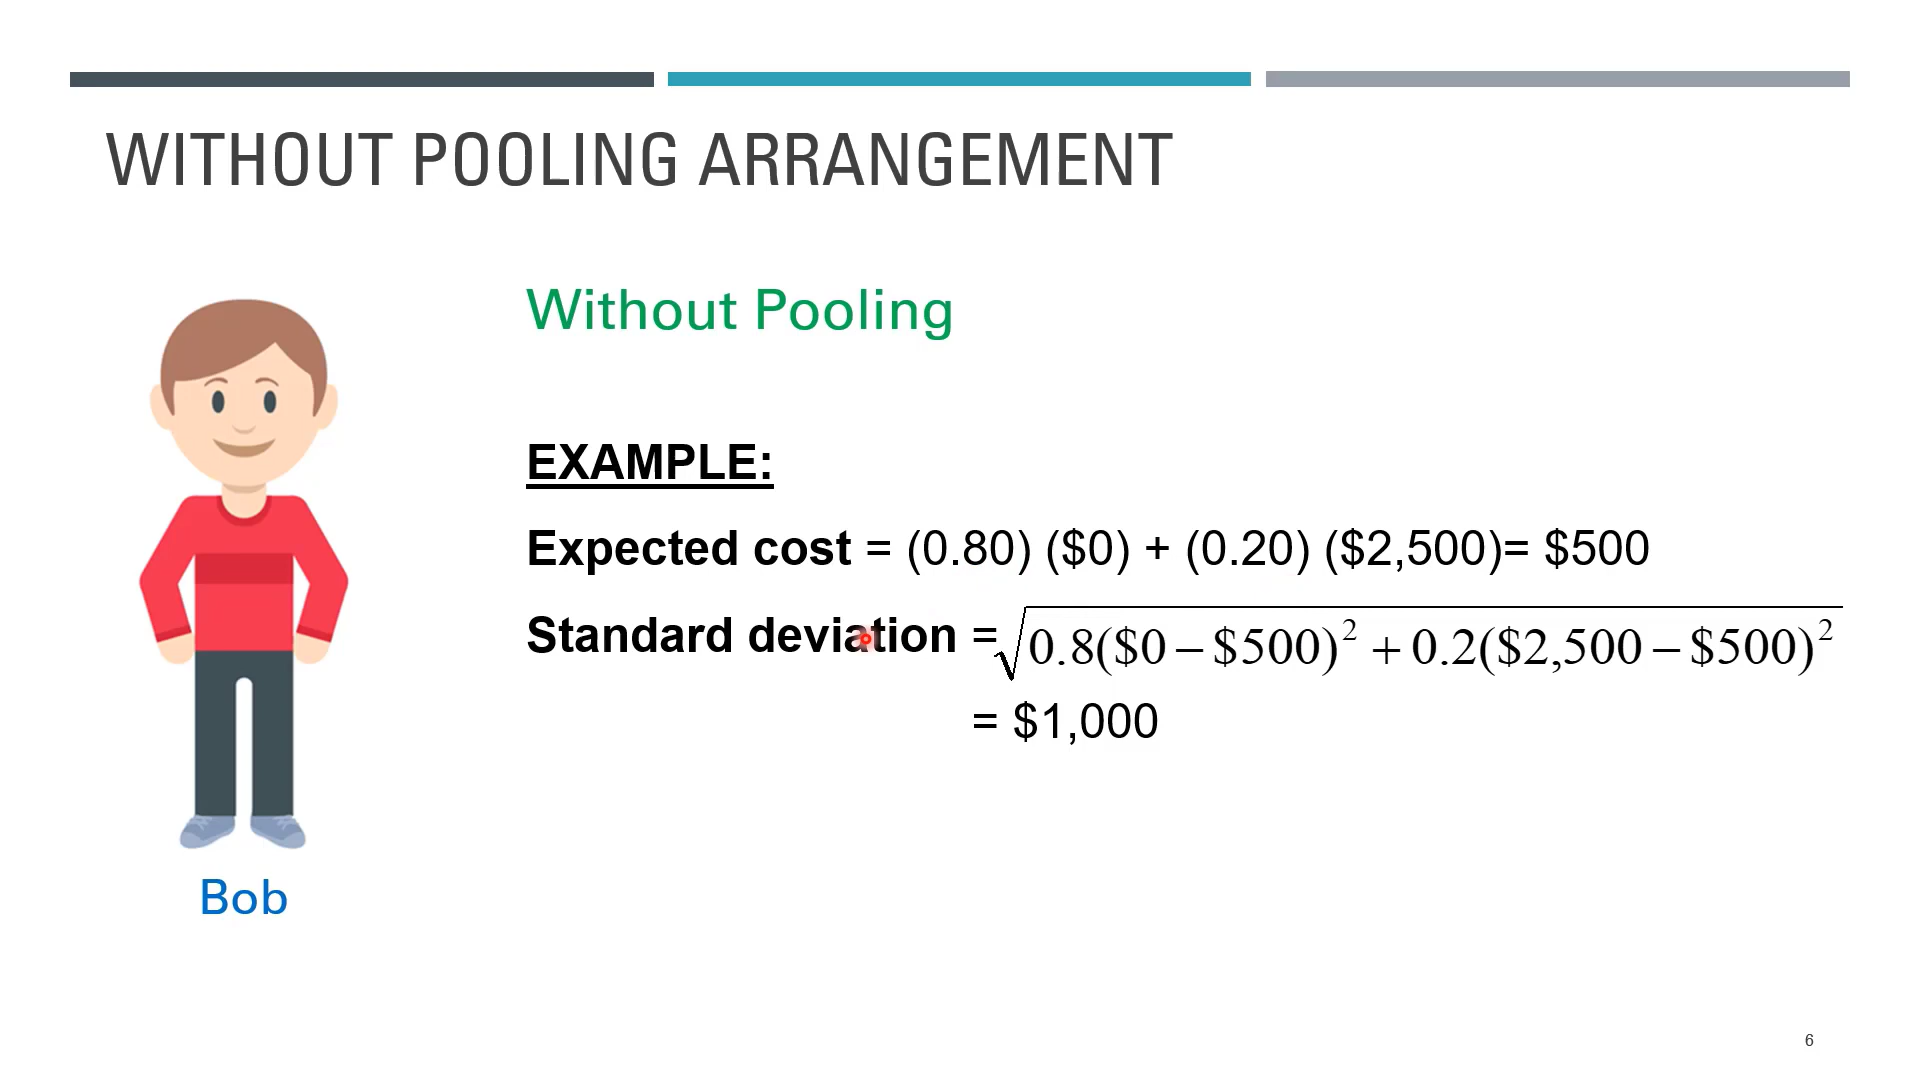 WITHOUT POOLING ARRANGEMENT
Without Pooling
EXAMPLE:
Expected cost = (0.80) ($0) + (0.20) ($2,500)= $500
Standard deviation = √0.8($0 – $500)² + 0.2($2,500 – $500)²
= $1,000
Bob
6